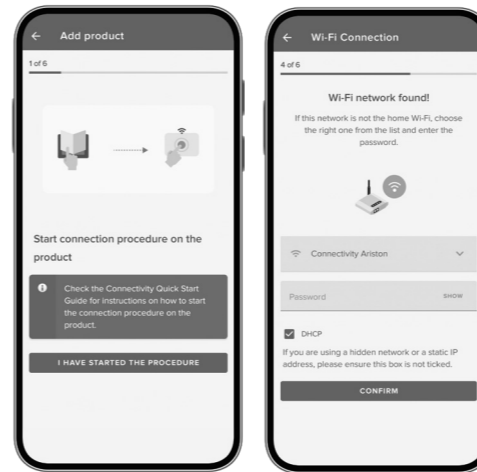 Add product
1 of 6
Start connection procedure on the
product
Check the Connectivity Quick Start
Guide for instructions on how to start
the connection procedure on the
product.
I HAVE STARTED THE PROCEDURE
Wi-Fi Connection
4 of 6
Wi-Fi network found!
If this network is not the home Wi-Fi, choose
the right one from the list and enter the
password.
Connectivity Ariston
Password SHOW
DHCP
If you are using a hidden network or a static IP
address, please ensure this box is not ticked.
CONFIRM